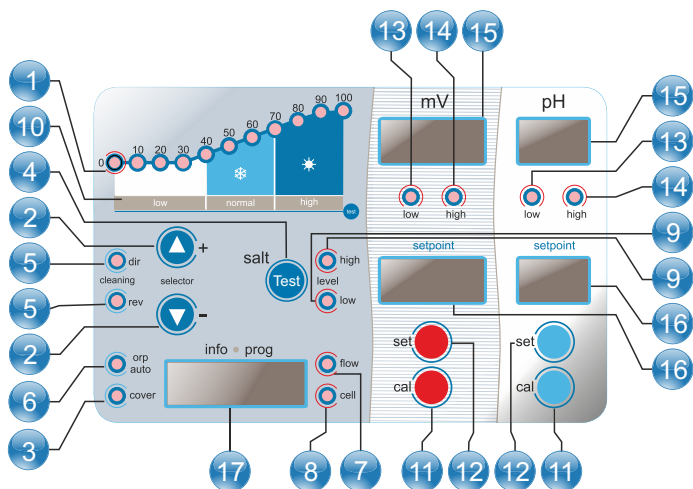 13
14
15
1
10
4
2
5
5
2
6
3
mV
pH
0
10
20
30
40
50
60
70
80
90
100
low
normal
high
test
low
high
low
high
15
13
14
9
9
16
16
dir
cleaning
rev
+
selector
-
salt
Test
high
level
low
setpoint
setpoint
orp
auto
cover
info • prog
flow
cell
set
cal
set
cal
17
8
7
11
12
12
11